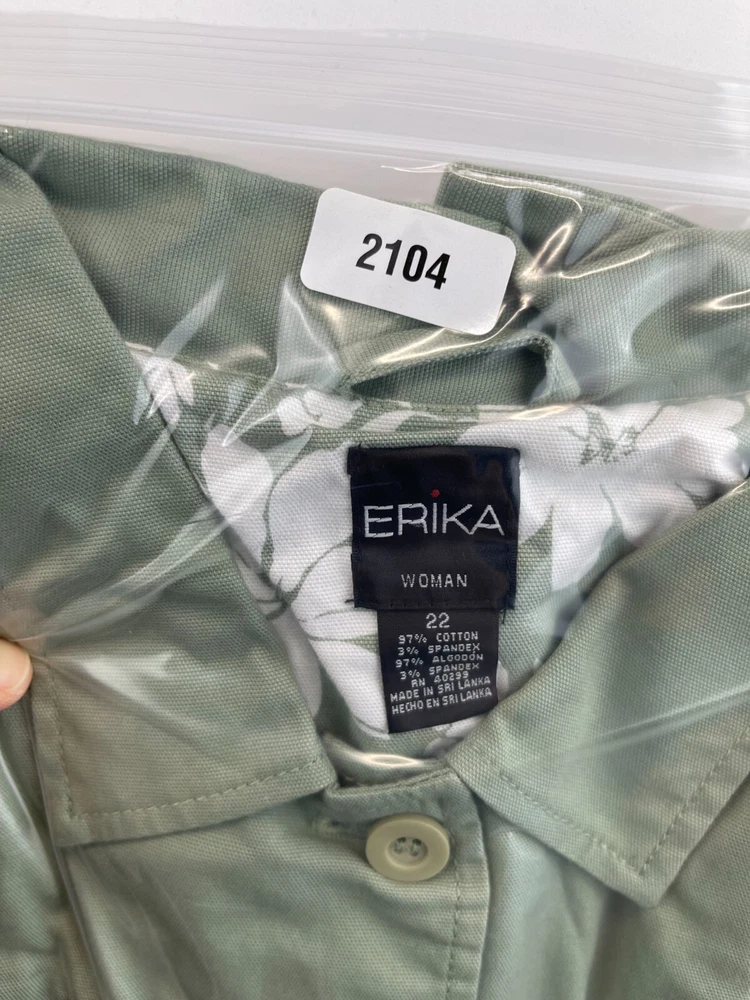 2104
ERIKA
WOMAN
22
97% COTTON
3% SPANDEX
97% ALGODÓN
3% SPANDEX
RN 40299
MADE IN SRI LANKA
HECHO EN SRI LANKA